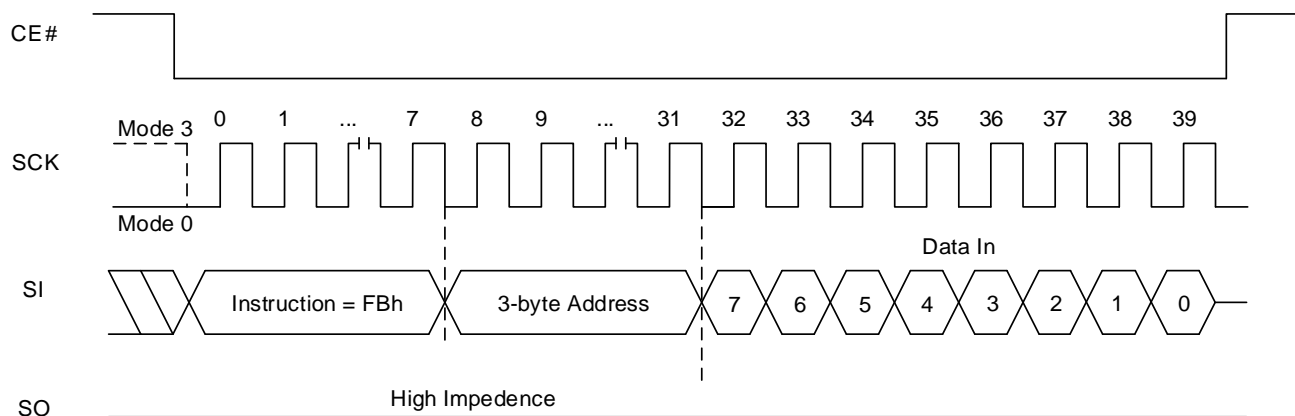 CE#
0 1 ... 7 8 9 ... 31 32 33 34 35 36 37 38 39
Mode 3
SCK
Mode 0
Data In
SI
Instruction = FBh 3-byte Address 7 6 5 4 3 2 1 0
High Impedence
SO